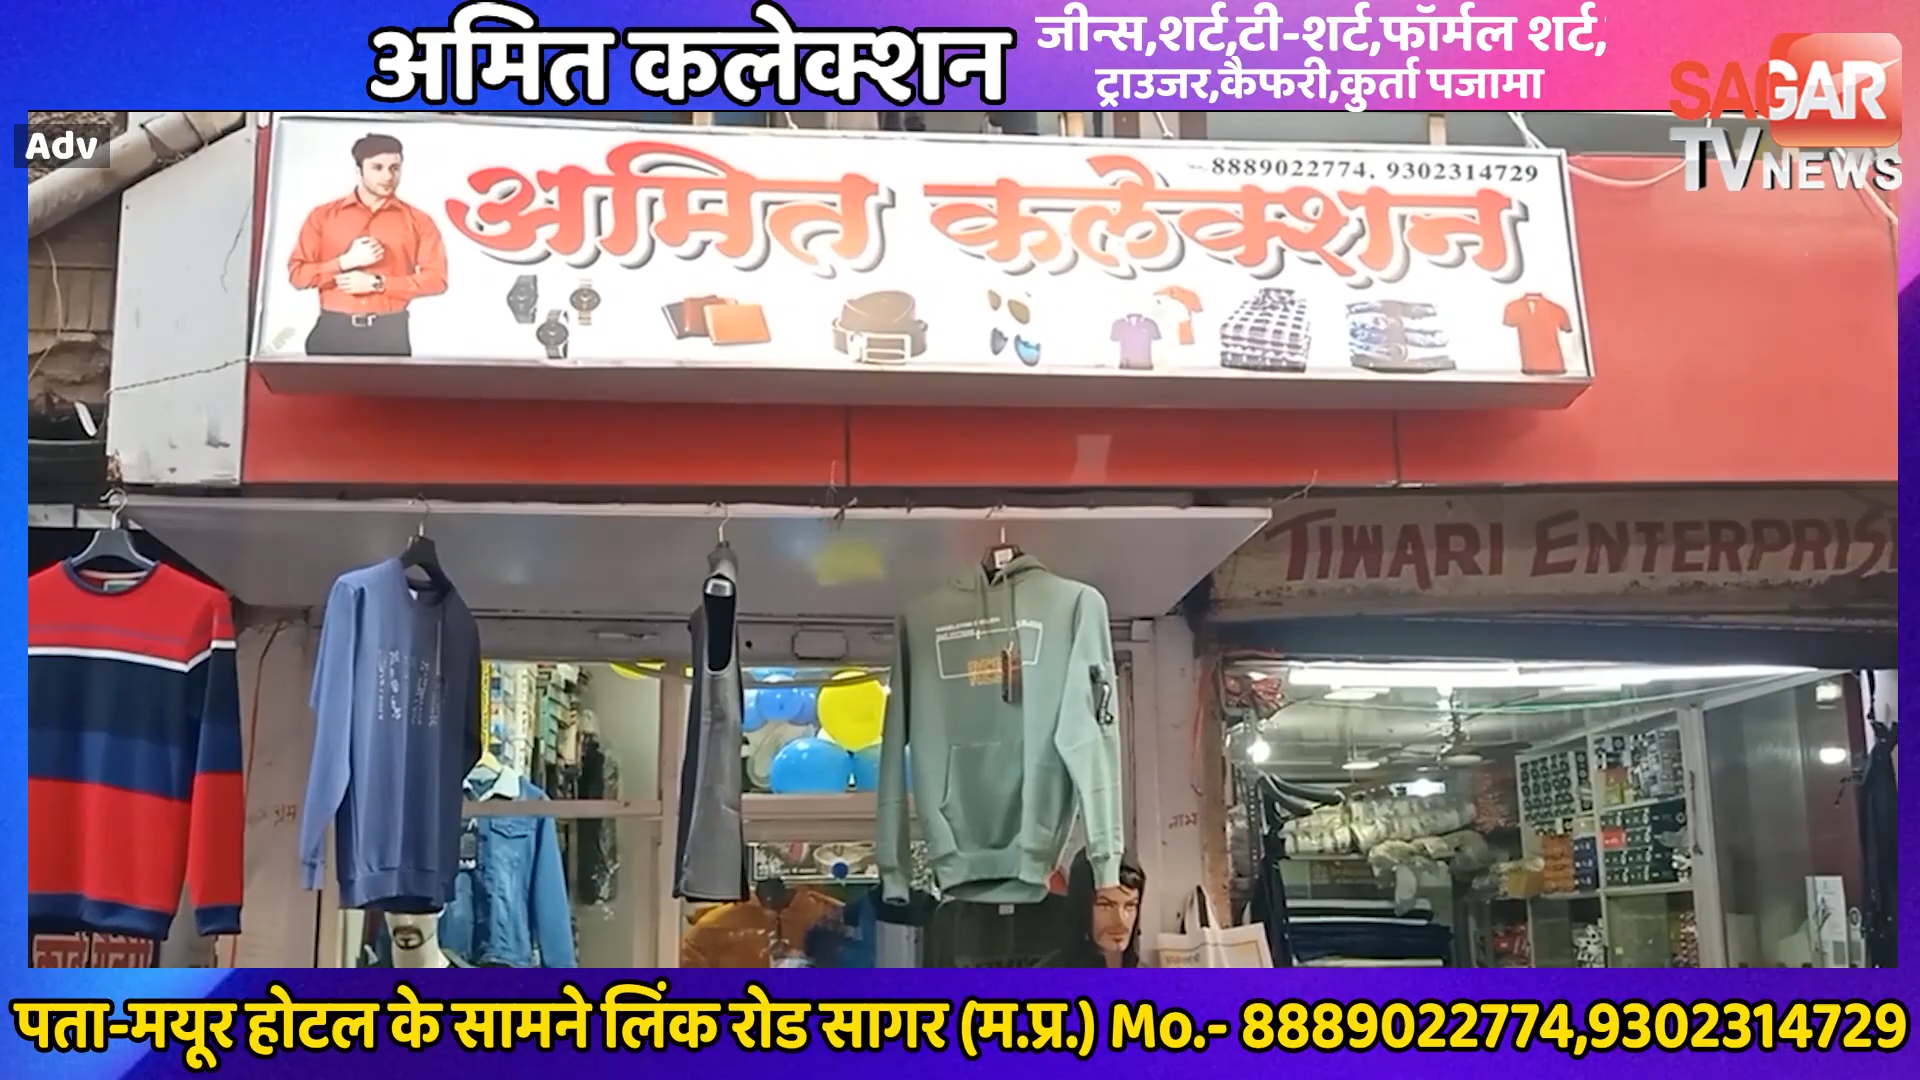 अमित कलेक्शन
जीन्स,शर्ट,टी-शर्ट,फॉर्मल शर्ट,
ट्राउजर,कैफरी,कुर्ता पजामा
SAGAR
TV NEWS
Adv
8889022774, 9302314729
अमित कलेक्शन
TIWARI ENTERPRIS
नाम
पता-मयूर होटल के सामने लिंक रोड सागर (म.प्र.) Mo.- 8889022774,9302314729